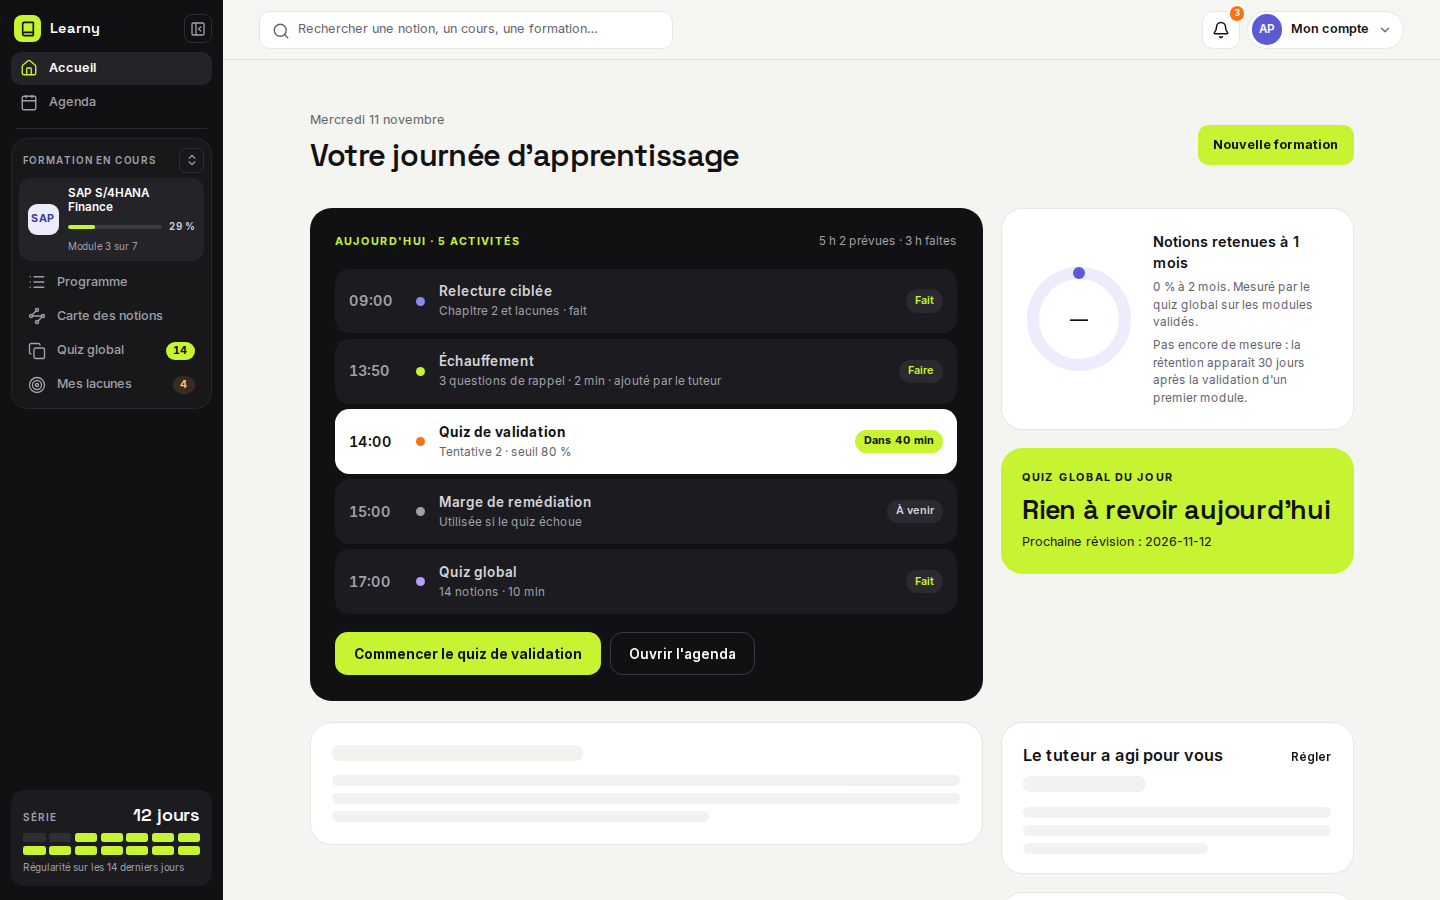 Learny
Accueil
Agenda
FORMATION EN COURS
SAP
SAP S/4HANA
Finance
29 %
Module 3 sur 7
Programme
Carte des notions
Quiz global
14
Mes lacunes
4
SÉRIE
12 jours
Régularité sur les 14 derniers jours
Rechercher une notion, un cours, une formation...
3
AP
Mon compte
Mercredi 11 novembre
Votre journée d’apprentissage
Nouvelle formation
AUJOURD'HUI · 5 ACTIVITÉS
5 h 2 prévues · 3 h faites
09:00
Relecture ciblée
Chapitre 2 et lacunes · fait
Fait
13:50
Échauffement
3 questions de rappel · 2 min · ajouté par le tuteur
Faire
14:00
Quiz de validation
Tentative 2 · seuil 80 %
Dans 40 min
15:00
Marge de remédiation
Utilisée si le quiz échoue
À venir
17:00
Quiz global
14 notions · 10 min
Fait
Commencer le quiz de validation
Ouvrir l'agenda
—
Notions retenues à 1
mois
0 % à 2 mois. Mesuré par le
quiz global sur les modules
validés.
Pas encore de mesure : la
rétention apparaît 30 jours
après la validation d'un
premier module.
QUIZ GLOBAL DU JOUR
Rien à revoir aujourd’hui
Prochaine révision : 2026-11-12
Le tuteur a agi pour vous
Régler